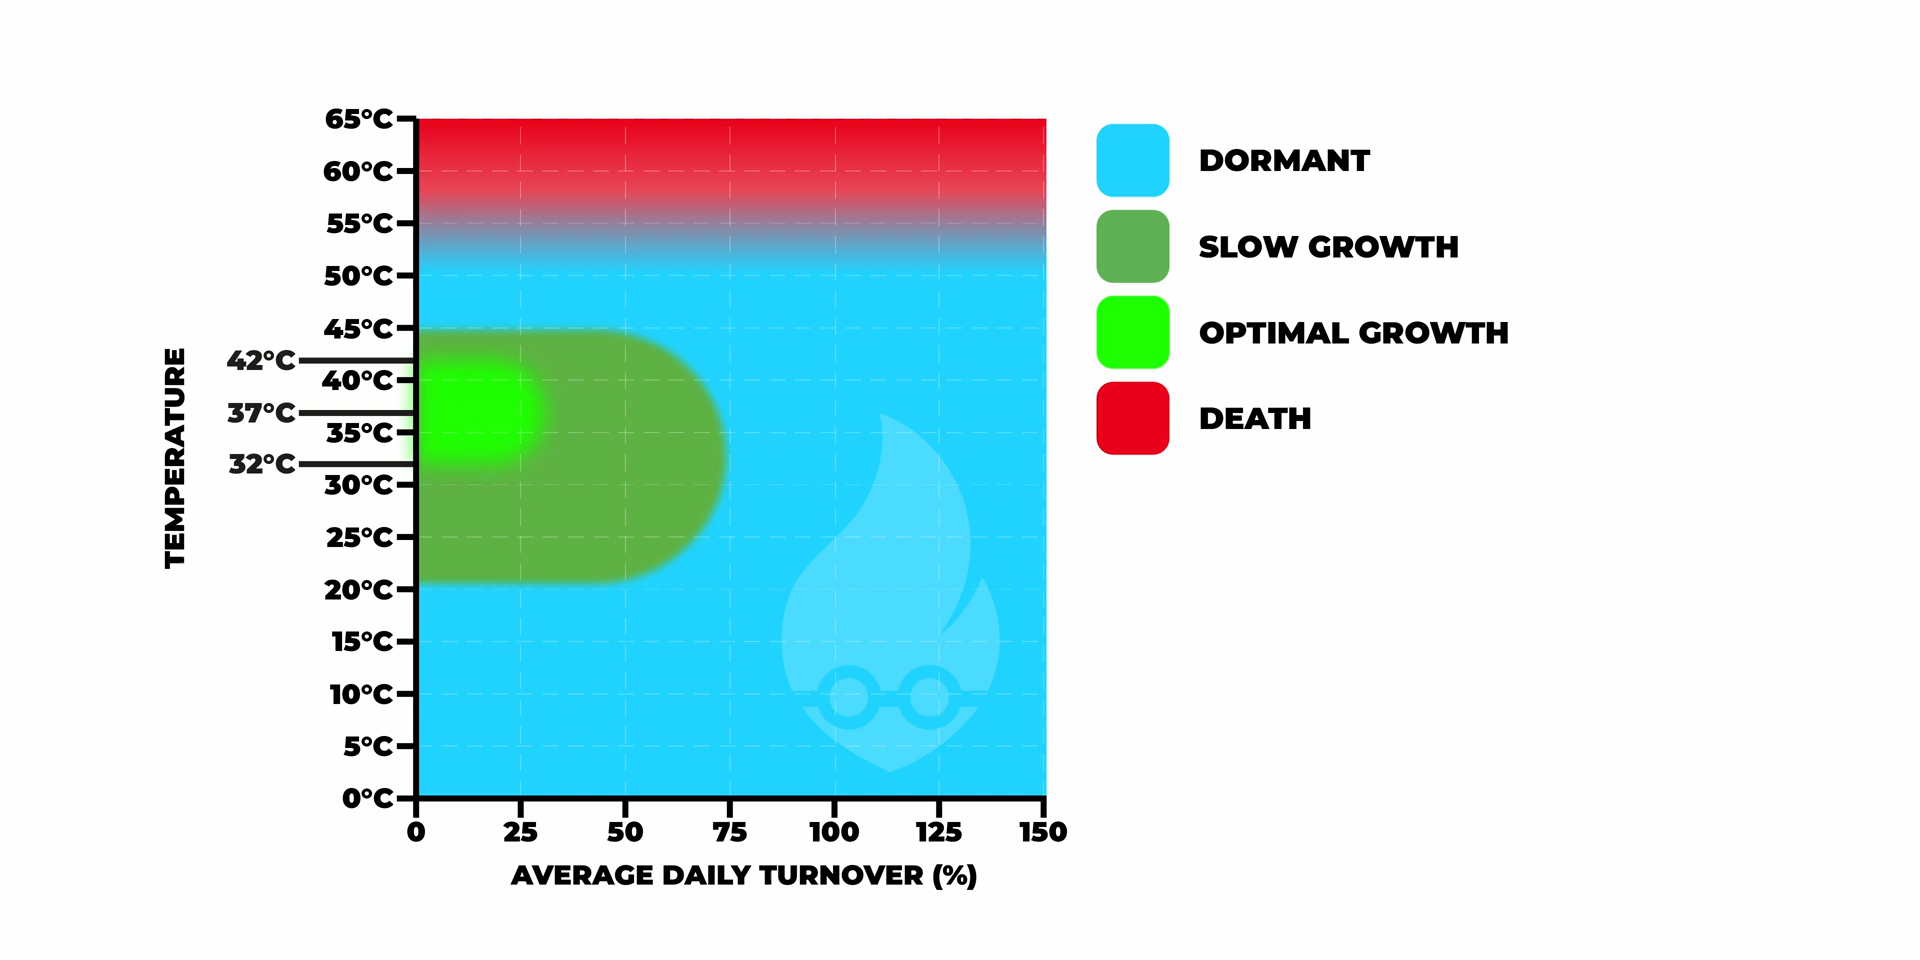 65°C
60°C
55°C
50°C
45°C
42°C
40°C
37°C
35°C
32°C
30°C
25°C
20°C
15°C
10°C
5°C
0°C
TEMPERATURE
0 25 50 75 100 125 150
AVERAGE DAILY TURNOVER (%)
DORMANT
SLOW GROWTH
OPTIMAL GROWTH
DEATH